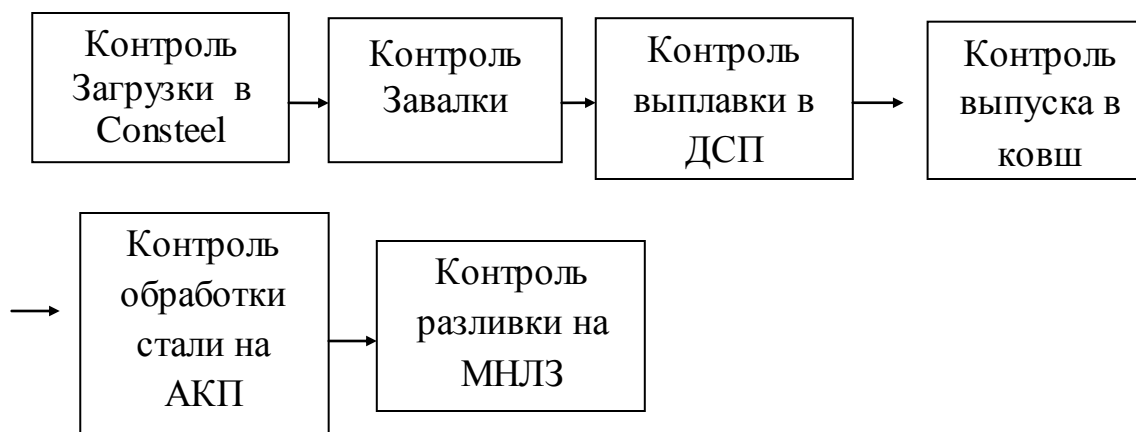 Контроль
Загрузки в
Consteel
Контроль
Завалки
Контроль
выплавки в
ДСП
Контроль
выпуска в
ковш
Контроль
обработки
стали на
АКП
Контроль
разливки на
МНЛЗ